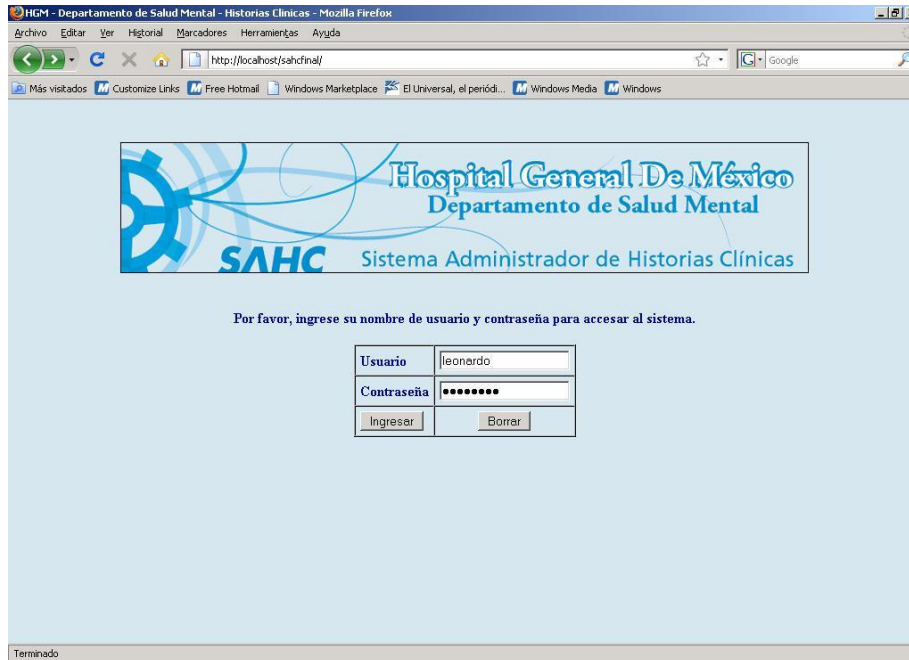 HGM - Departamento de Salud Mental - Historias Clinicas - Mozilla Firefox
Archivo Editar Ver Historial Marcadores Herramientas Ayuda
http://localhost/sahcfinal/ G Google
Más visitados Customize Links Free Hotmail Windows Marketplace El Universal, el periódi... Windows Media Windows
Hospital General De México
Departamento de Salud Mental
SAHC Sistema Administrador de Historias Clínicas
Por favor, ingrese su nombre de usuario y contraseña para accesar al sistema.
Usuario leonardo
Contraseña ●●●●●●●●
Ingresar Borrar
Terminado